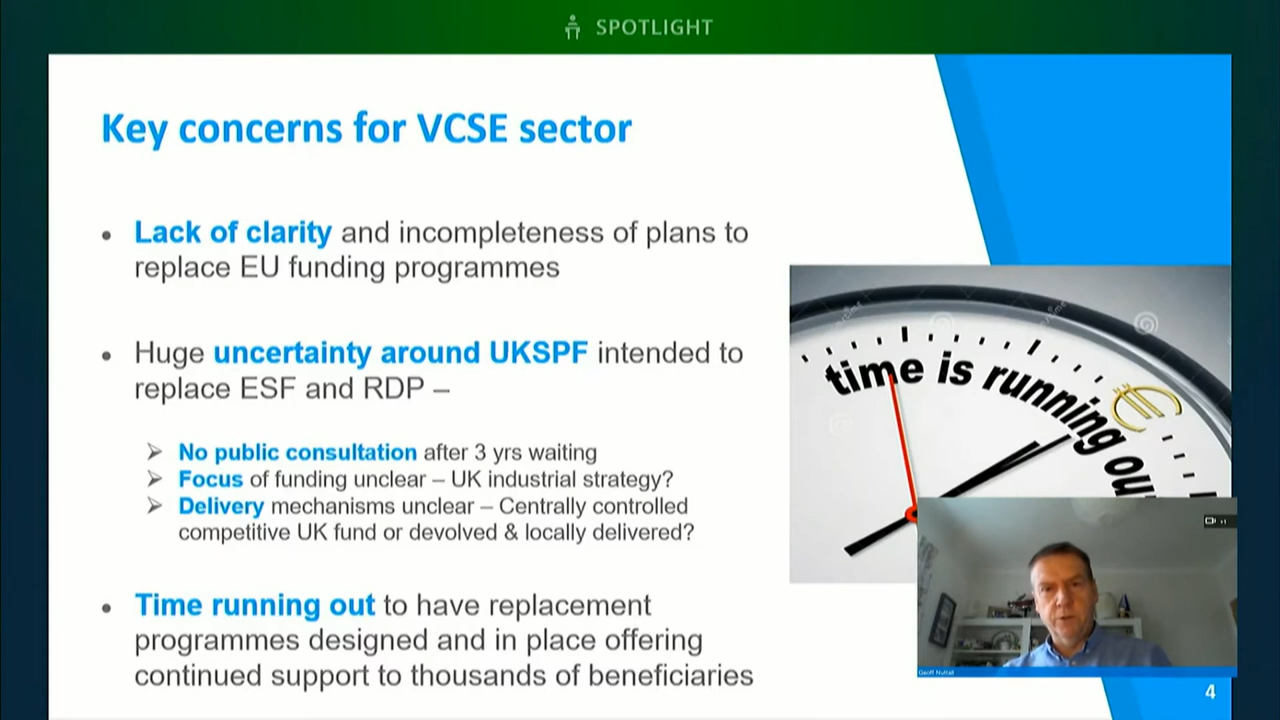 SPOTLIGHT
Key concerns for VCSE sector
• Lack of clarity and incompleteness of plans to
replace EU funding programmes
• Huge uncertainty around UKSPF intended to
replace ESF and RDP –
➢ No public consultation after 3 yrs waiting
➢ Focus of funding unclear – UK industrial strategy?
➢ Delivery mechanisms unclear – Centrally controlled
competitive UK fund or devolved & locally delivered?
• Time running out to have replacement
programmes designed and in place offering
continued support to thousands of beneficiaries
time is running ou
€
Geoff Nuttall
4